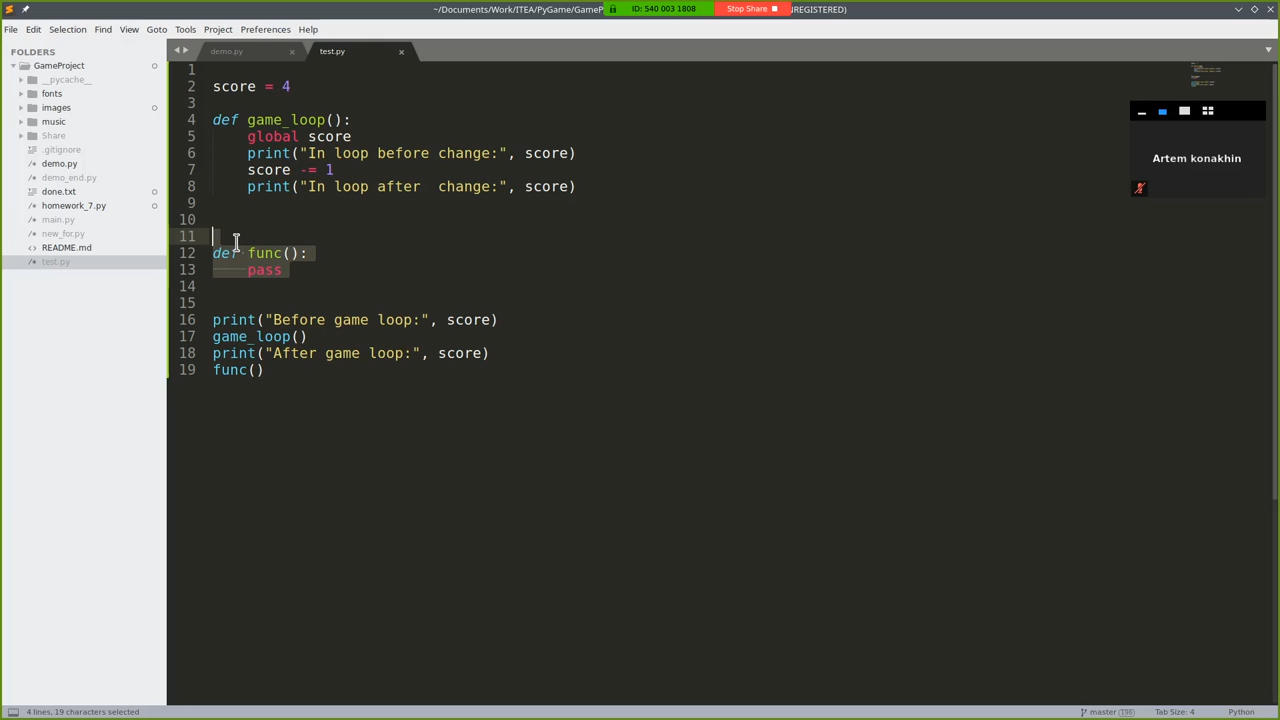 ~/Documents/Work/ITEA/PyGame/GameP
ID: 540 003 1808
Stop Share
NREGISTERED)
File Edit Selection Find View Goto Tools Project Preferences Help
FOLDERS
GameProject
__pycache__
fonts
images
music
Share
.gitignore
demo.py
demo_end.py
done.txt
homework_7.py
main.py
new_for.py
README.md
test.py
demo.py
test.py
1
2 score = 4
3
4 def game_loop():
5 global score
6 print("In loop before change:", score)
7 score -= 1
8 print("In loop after  change:", score)
9
10
11
12 def func():
13 pass
14
15
16 print("Before game loop:", score)
17 game_loop()
18 print("After game loop:", score)
19 func()
Artem konakhin
4 lines, 19 characters selected
master 196
Tab Size: 4
Python